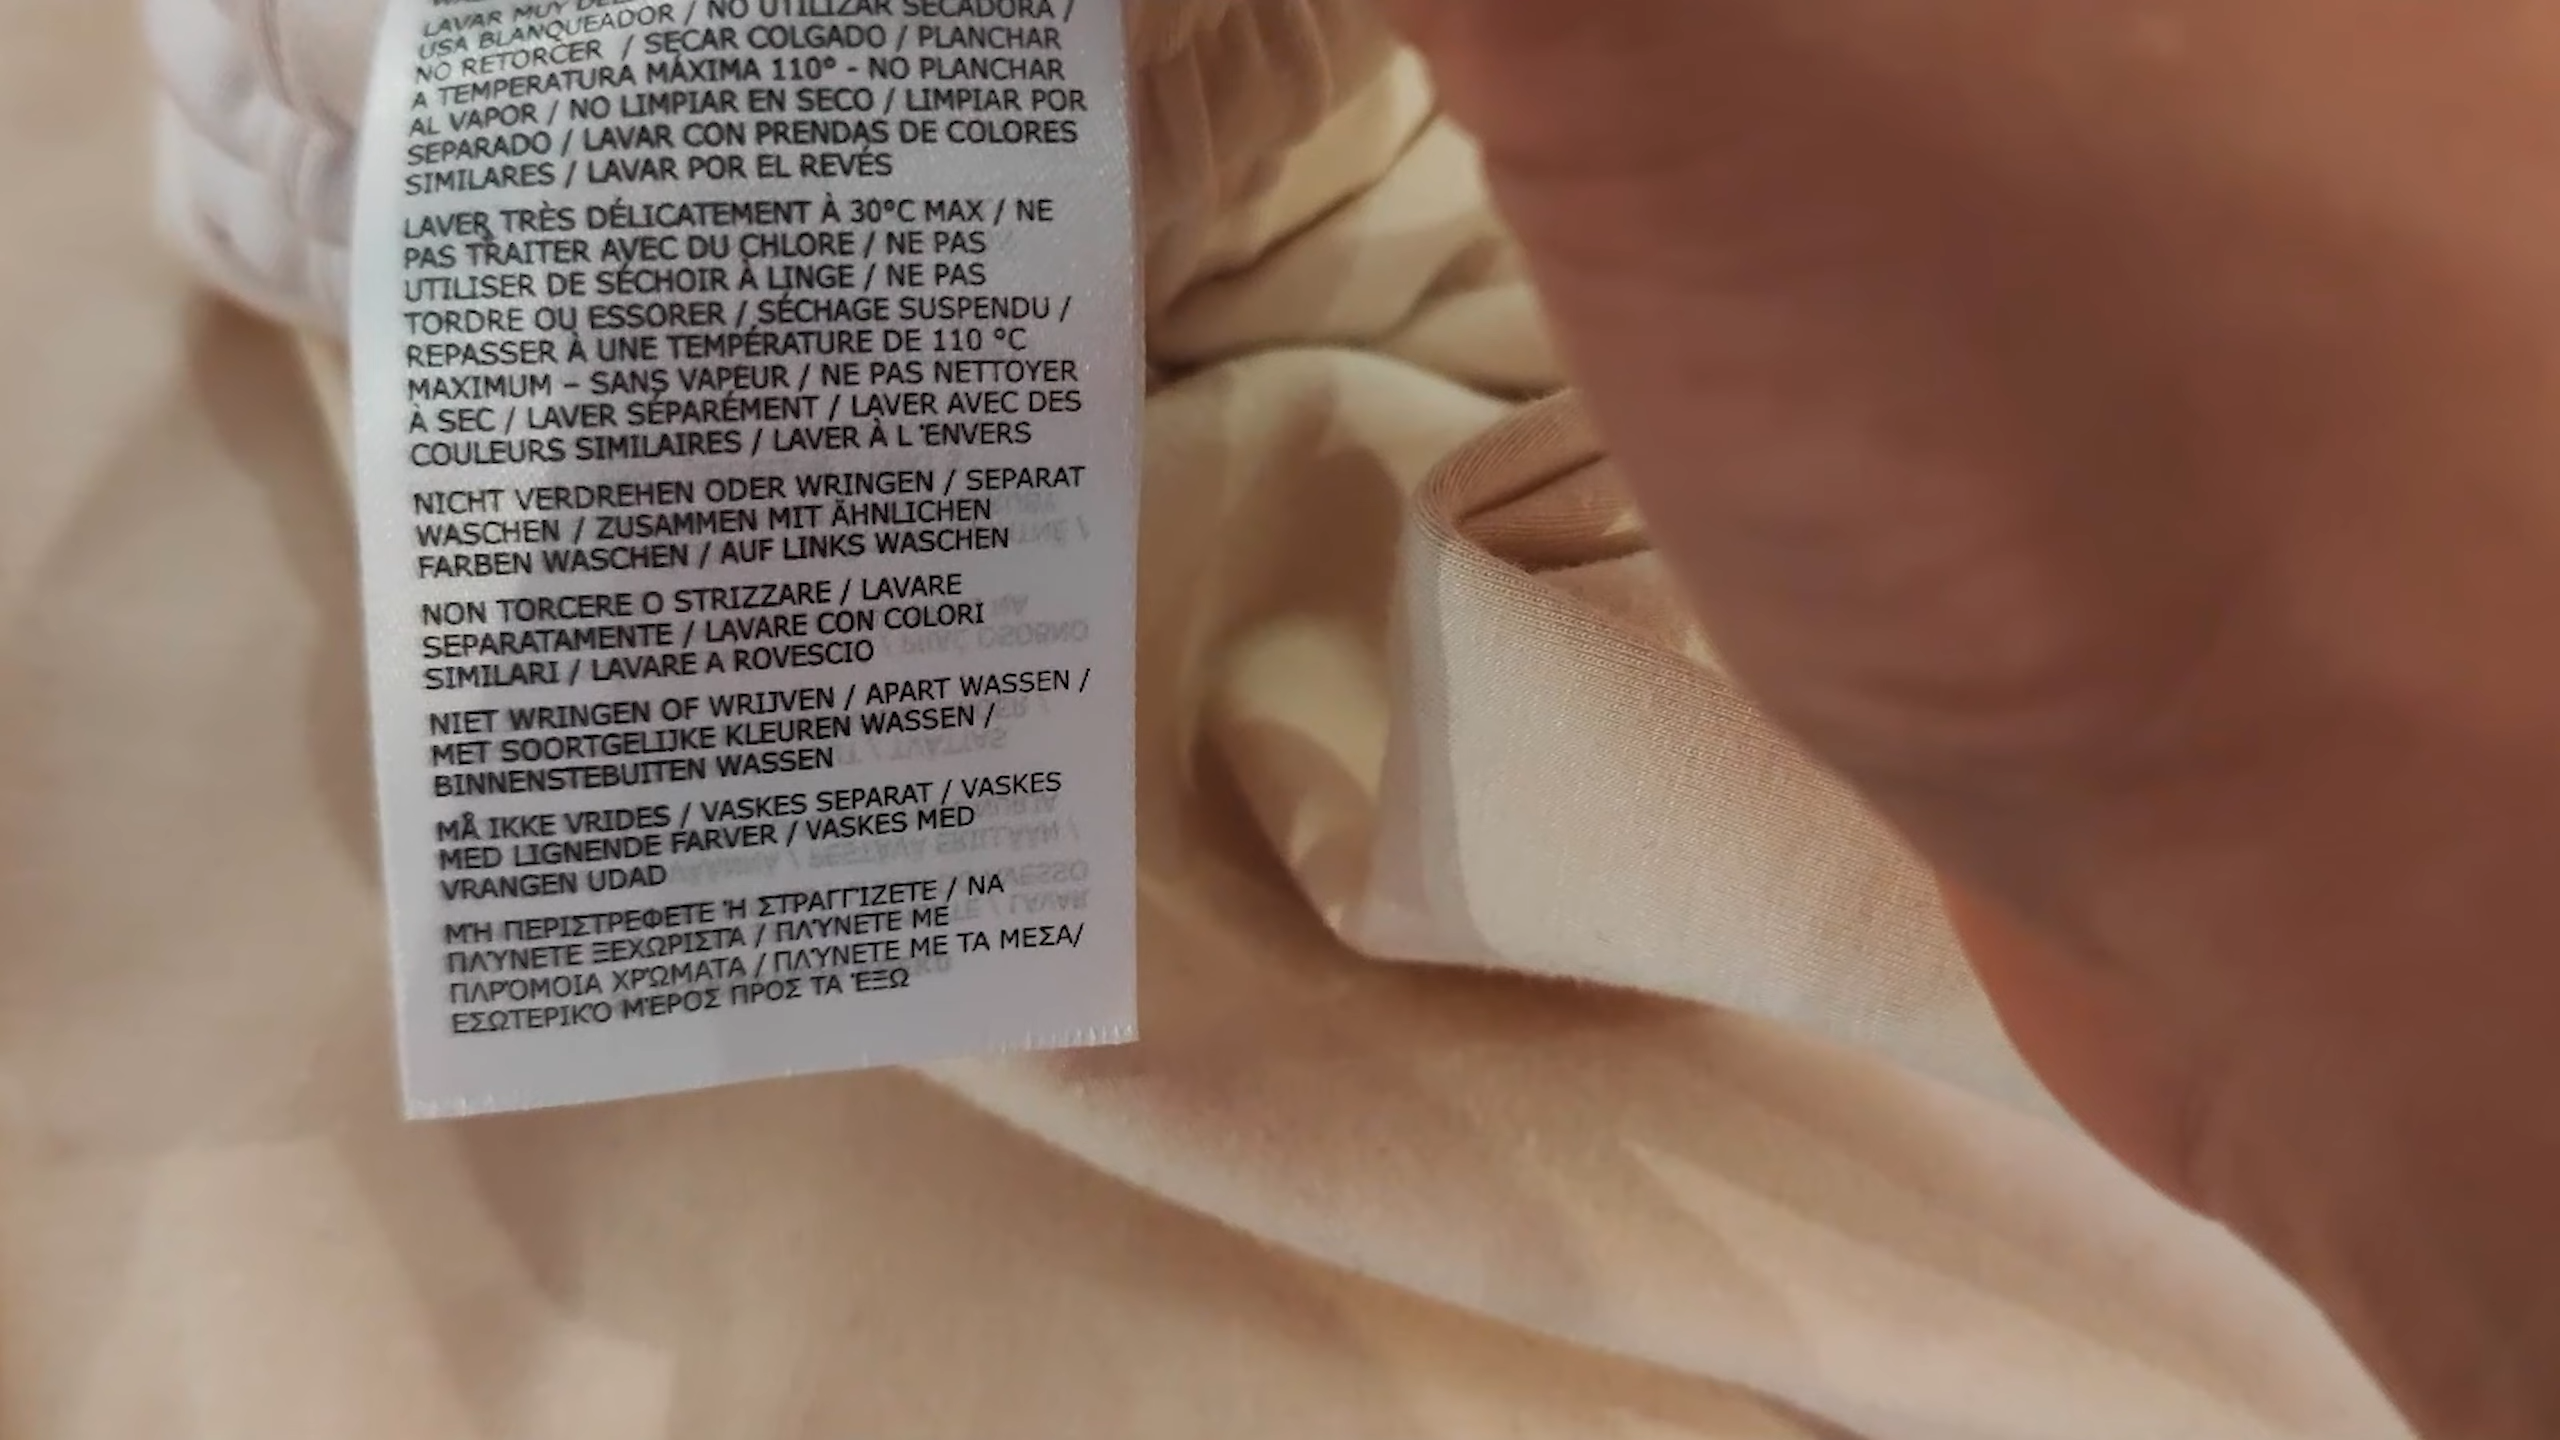 LAVAR MUY
USA BLANQUEADOR / NO UTILIZAR SECADORA /
NO RETORCER / SECAR COLGADO / PLANCHAR
A TEMPERATURA MÁXIMA 110° - NO PLANCHAR
AL VAPOR / NO LIMPIAR EN SECO / LIMPIAR POR
SEPARADO / LAVAR CON PRENDAS DE COLORES
SIMILARES / LAVAR POR EL REVÉS
LAVER TRÈS DÉLICATEMENT À 30°C MAX / NE
PAS TRAITER AVEC DU CHLORE / NE PAS
UTILISER DE SÉCHOIR À LINGE / NE PAS
TORDRE OU ESSORER / SÉCHAGE SUSPENDU /
REPASSER À UNE TEMPÉRATURE DE 110 °C
MAXIMUM – SANS VAPEUR / NE PAS NETTOYER
À SEC / LAVER SÉPARÉMENT / LAVER AVEC DES
COULEURS SIMILAIRES / LAVER À L 'ENVERS
NICHT VERDREHEN ODER WRINGEN / SEPARAT
WASCHEN / ZUSAMMEN MIT ÄHNLICHEN
FARBEN WASCHEN / AUF LINKS WASCHEN
NON TORCERE O STRIZZARE / LAVARE
SEPARATAMENTE / LAVARE CON COLORI
SIMILARI / LAVARE A ROVESCIO
NIET WRINGEN OF WRIJVEN / APART WASSEN /
MET SOORTGELIJKE KLEUREN WASSEN /
BINNENSTEBUITEN WASSEN
MÅ IKKE VRIDES / VASKES SEPARAT / VASKES
MED LIGNENDE FARVER / VASKES MED
VRANGEN UDAD
ΜΉ ΠΕΡΙΣΤΡΕΦΕΤΕ Ή ΣΤΡΑΓΓΊΖΕΤΕ / ΝΑ
ΠΛΎΝΕΤΕ ΞΕΧΩΡΙΣΤΆ / ΠΛΎΝΕΤΕ ΜΕ
ΠΛΡΌΜΟΙΑ ΧΡΏΜΑΤΑ / ΠΛΎΝΕΤΕ ΜΕ ΤΑ ΜΕΣΑ/
ΕΣΩΤΕΡΙΚΌ ΜΈΡΟΣ ΠΡΟΣ ΤΑ ΈΞΩ